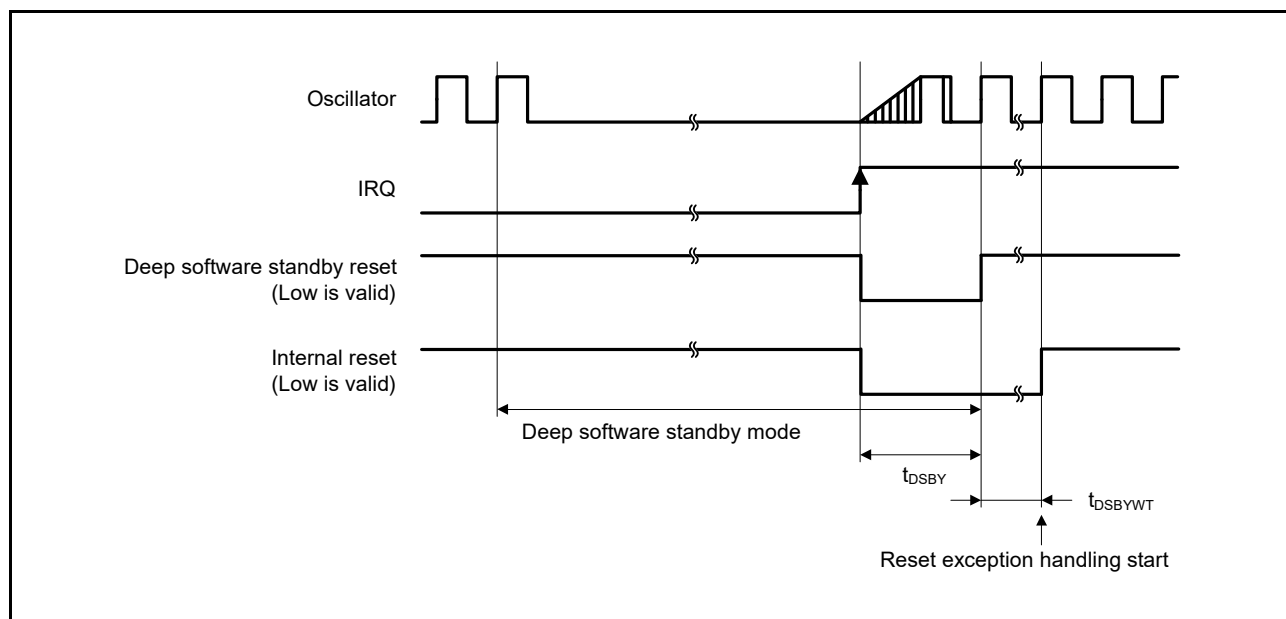 Oscillator
IRQ
Deep software standby reset
(Low is valid)
Internal reset
(Low is valid)
Deep software standby mode
tDSBY
tDSBYWT
Reset exception handling start